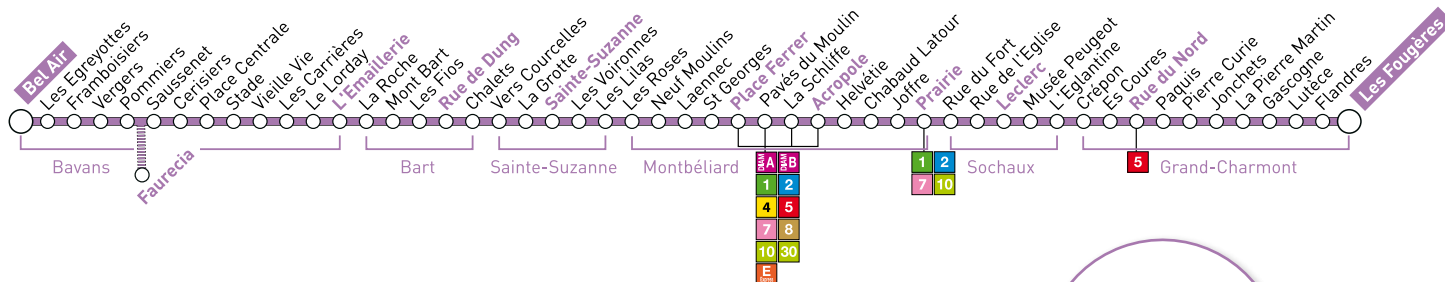 Bel Air
Les Egreyottes
Framboisiers
Vergers
Pommiers
Saussenet
Cerisiers
Place Centrale
Stade
Vieille Vie
Les Carrières
Le Lorday
L'Emaillerie
La Roche
Mont Bart
Les Fios
Rue de Dung
Chalets
Vers Courcelles
La Grotte
Sainte-Suzanne
Les Voironnes
Les Lilas
Les Roses
Neuf Moulins
Laennec
St Georges
Place Ferrer
Pavés du Moulin
La Schliffe
Acropole
Helvétie
Chabaud Latour
Joffre
Prairie
Rue du Fort
Rue de l'Eglise
Leclerc
Musée Peugeot
L'Eglantine
Crépon
Es Coures
Rue du Nord
Paquis
Pierre Curie
Jonchets
La Pierre Martin
Gascogne
Lutèce
Flandres
Les Fougères
Faurecia
Bavans
Bart
Sainte-Suzanne
Montbéliard
Sochaux
Grand-Charmont
A B
1 2
4 5
7 8
10 30
E
1 2
7 10
5